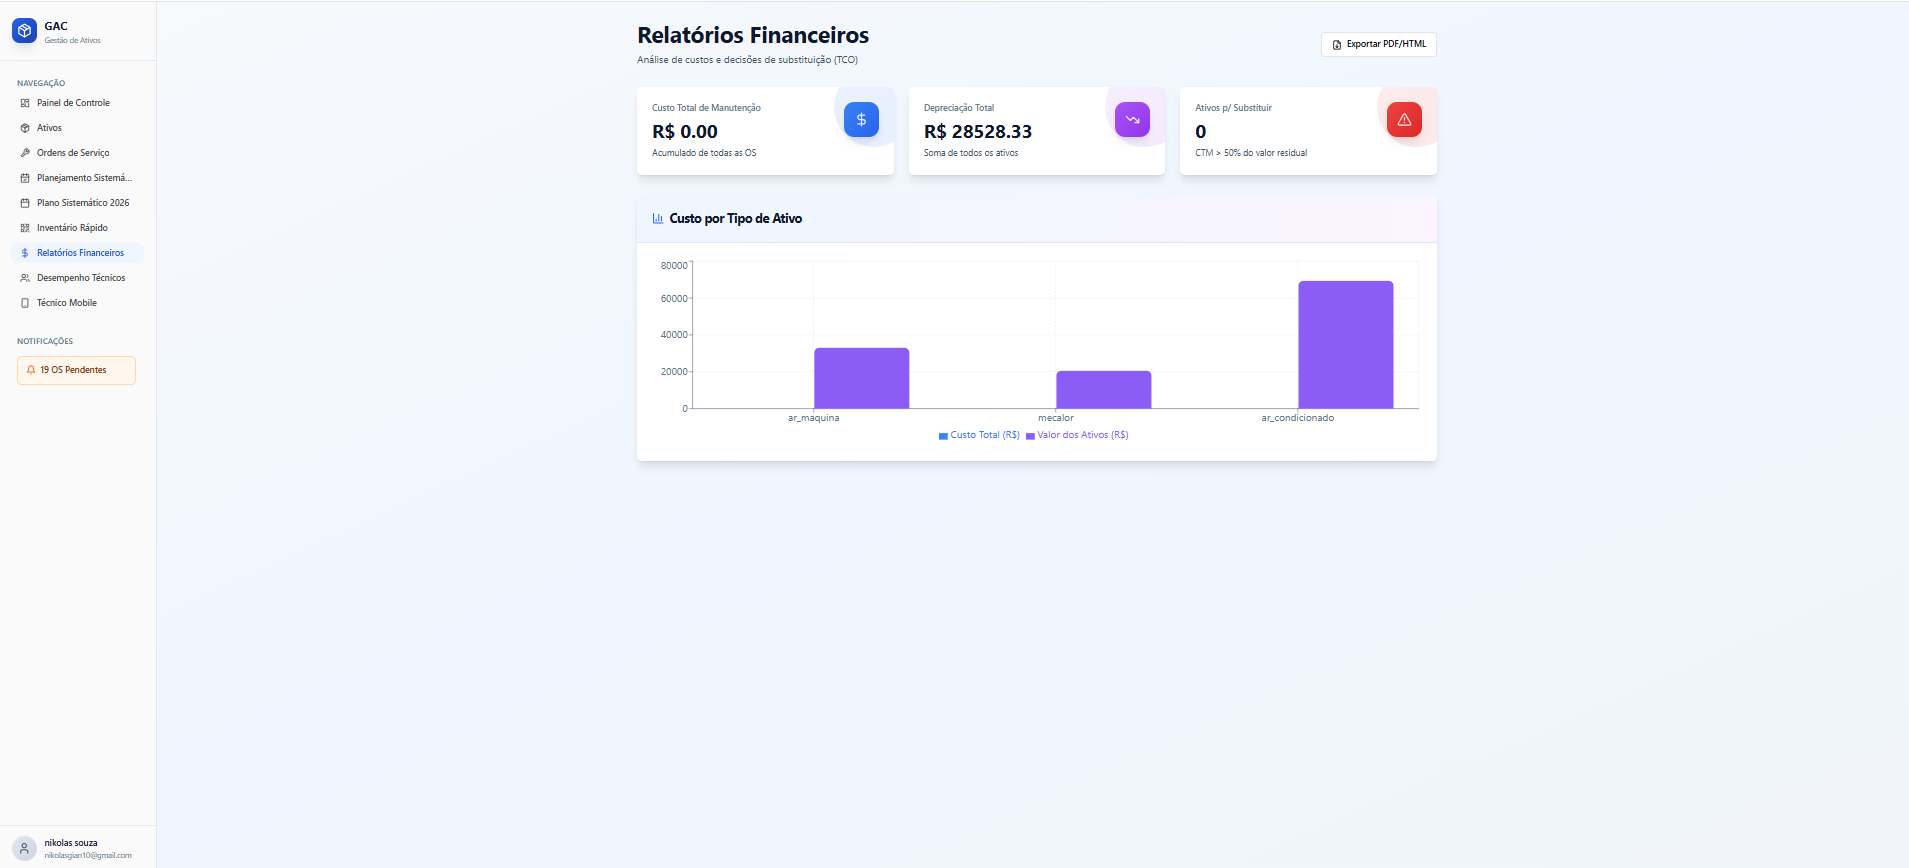 GAC
Gestão de Ativos
NAVEGAÇÃO
Painel de Controle
Ativos
Ordens de Serviço
Planejamento Sistemá...
Plano Sistemático 2026
Inventário Rápido
Relatórios Financeiros
Desempenho Técnicos
Técnico Mobile
NOTIFICAÇÕES
19 OS Pendentes
nikolas souza
nikolasgian10@gmail.com
Relatórios Financeiros
Análise de custos e decisões de substituição (TCO)
Exportar PDF/HTML
Custo Total de Manutenção
R$ 0.00
Acumulado de todas as OS
Depreciação Total
R$ 28528.33
Soma de todos os ativos
Ativos p/ Substituir
0
CTM > 50% do valor residual
Custo por Tipo de Ativo
80000
60000
40000
20000
0
ar_maquina mecalor ar_condicionado
Custo Total (R$) Valor dos Ativos (R$)